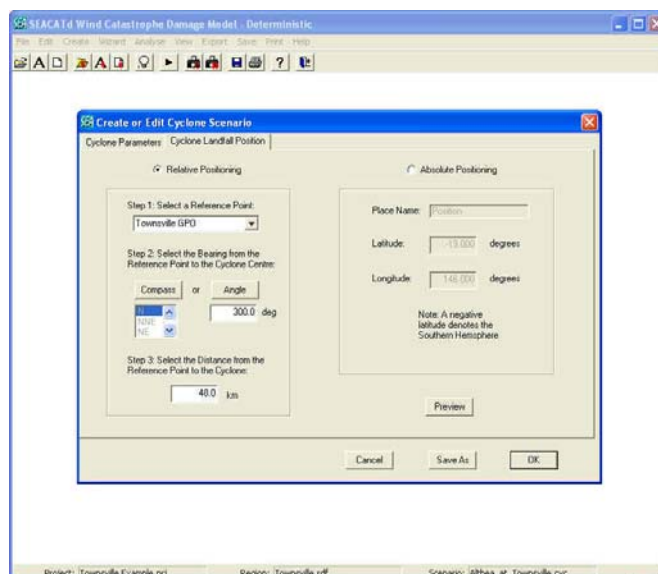 SEACATd Wind Catastrophe Damage Model - Deterministic
File Edit Create Wizard Analyse View Export Save Print Help
Create or Edit Cyclone Scenario
Cyclone Parameters Cyclone Landfall Position
Relative Positioning
Step 1: Select a Reference Point:
Townsville GPO
Step 2: Select the Bearing from the
Reference Point to the Cyclone Centre:
Compass or Angle
N
NNE
NE
300.0 deg
Step 3: Select the Distance from the
Reference Point to the Cyclone:
40.0 km
Absolute Positioning
Place Name: Position
Latitude: -19.000 degrees
Longitude: 146.000 degrees
Note: A negative
latitude denotes the
Southern Hemisphere
Preview
Cancel Save As OK
Project: Townsville Example.prj Region: Townsville.rdf Scenario: Althea_at_Townsville.cyc